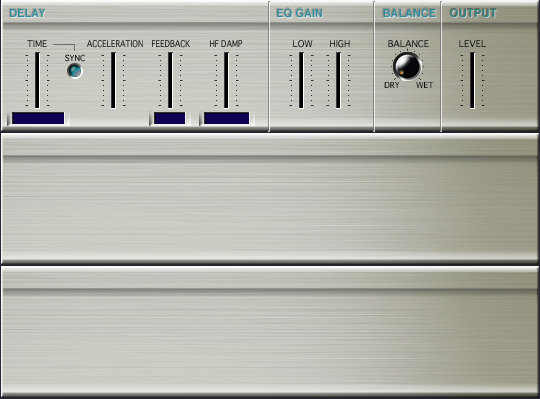 DELAY EQ GAIN BALANCE OUTPUT
TIME ACCELERATION FEEDBACK HF DAMP LOW HIGH BALANCE LEVEL
SYNC
DRY WET